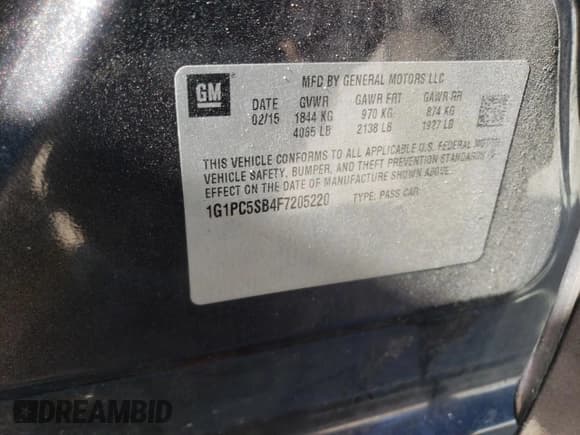 GM
MFD BY GENERAL MOTORS LLC
DATE GVWR GAWR FRT GAWR RR
02/15 1844 KG 970 KG 874 KG
4065 LB 2138 LB 1927 LB
THIS VEHICLE CONFORMS TO ALL APPLICABLE U.S. FEDERAL MOTOR
VEHICLE SAFETY, BUMPER, AND THEFT PREVENTION STANDARDS
EFFECT ON THE DATE OF MANUFACTURE SHOWN ABOVE.
1G1PC5SB4F7205220 TYPE: PASS CAR
DREAMBID